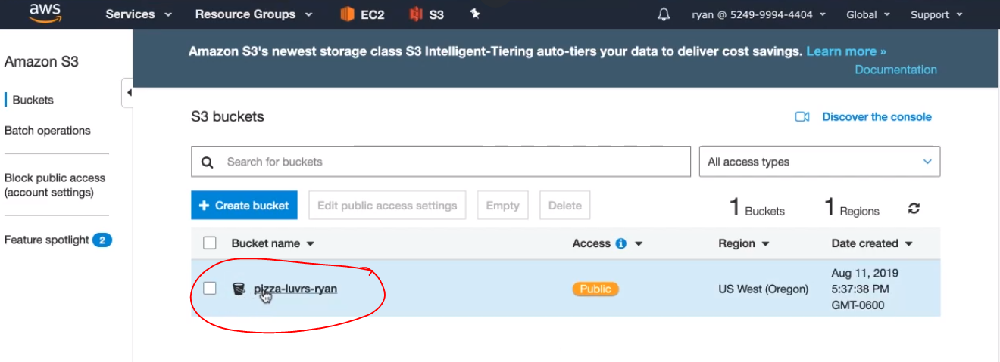 aws Services Resource Groups EC2 S3 ryan @ 5249-9994-4404 Global Support
Amazon S3's newest storage class S3 Intelligent-Tiering auto-tiers your data to deliver cost savings. Learn more »
Documentation
Amazon S3
Buckets
Batch operations
Block public access
(account settings)
Feature spotlight 2
S3 buckets Discover the console
Search for buckets All access types
+ Create bucket Edit public access settings Empty Delete 1 Buckets 1 Regions
Bucket name Access i Region Date created
pizza-luvrs-ryan Public US West (Oregon) Aug 11, 2019
5:37:38 PM
GMT-0600